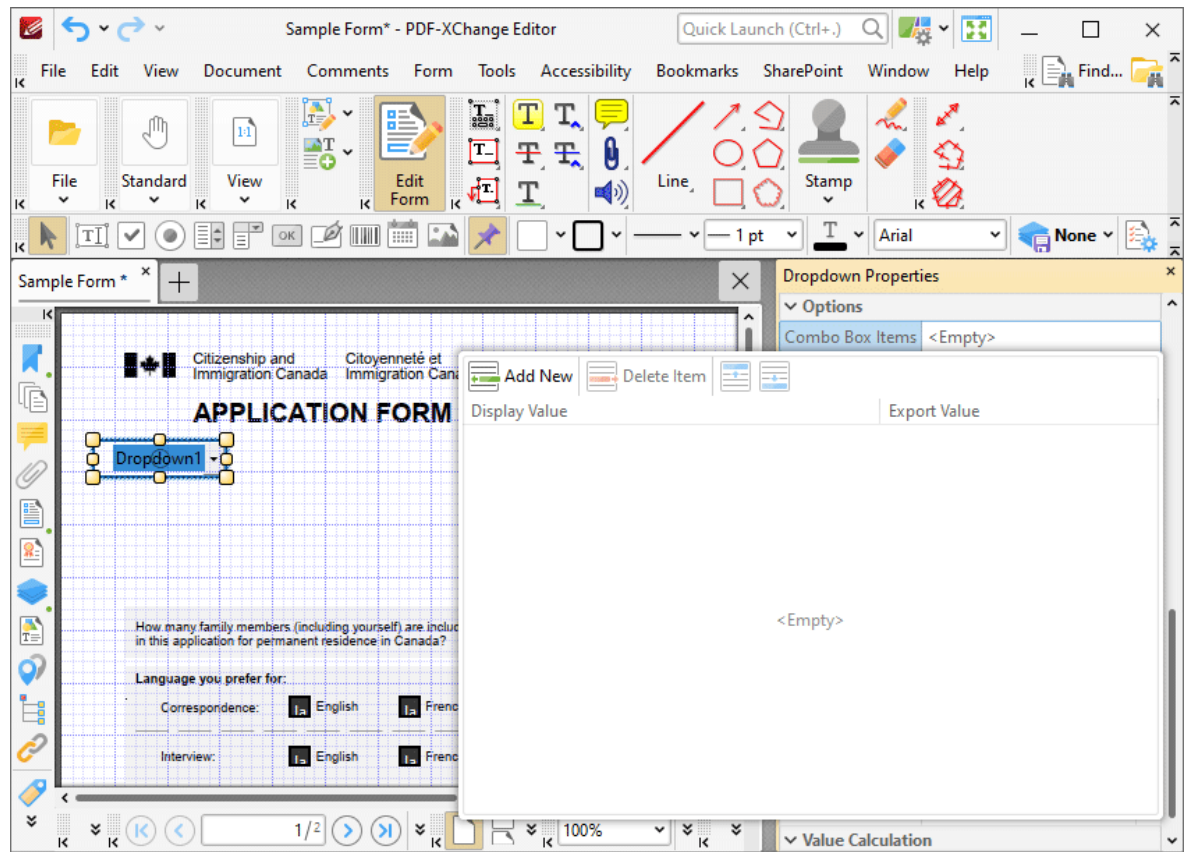 Sample Form* - PDF-XChange Editor
Quick Launch (Ctrl+.)
File Edit View Document Comments Form Tools Accessibility Bookmarks SharePoint Window Help Find...
File
Standard
View
Edit
Form
Line
Stamp
OK
1 pt
Arial
None
Sample Form *
Dropdown Properties
Options
Combo Box Items <Empty>
Citizenship and Immigration Canada
Citoyenneté et
Immigration Cana
APPLICATION FORM
Add New
Delete Item
Display Value
Export Value
Dropdown1
<Empty>
How many family members (including yourself) are includ
in this application for permanent residence in Canada?
Language you prefer for:
Correspondence: English Frenc
Interview: English Frenc
1/2
100%
Value Calculation